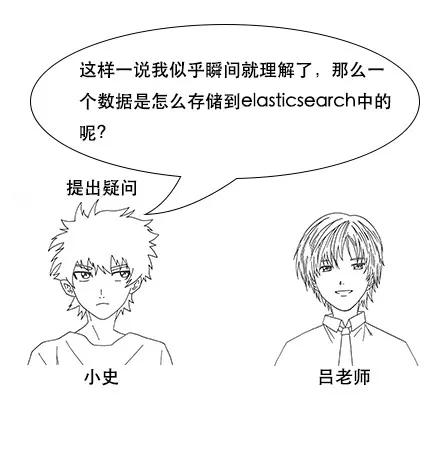 这样一说我似乎瞬间就理解了，那么一
个数据是怎么存储到elasticsearch中的
呢？
提出疑问
小史
吕老师